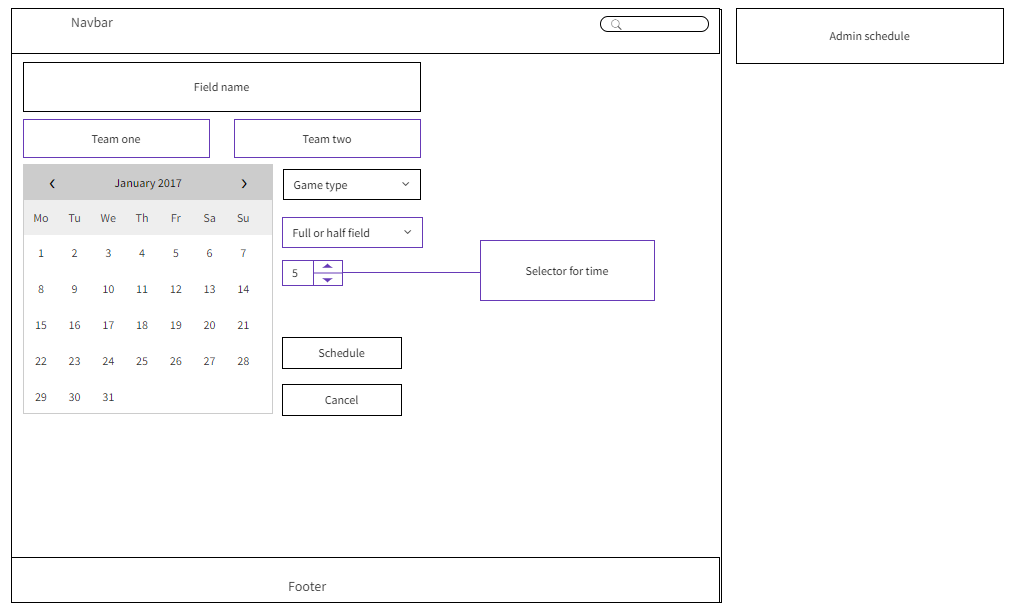 Navbar
Admin schedule
Field name
Team one
Team two
January 2017
Mo Tu We Th Fr Sa Su
1 2 3 4 5 6 7
8 9 10 11 12 13 14
15 16 17 18 19 20 21
22 23 24 25 26 27 28
29 30 31
Game type
Full or half field
5
Selector for time
Schedule
Cancel
Footer